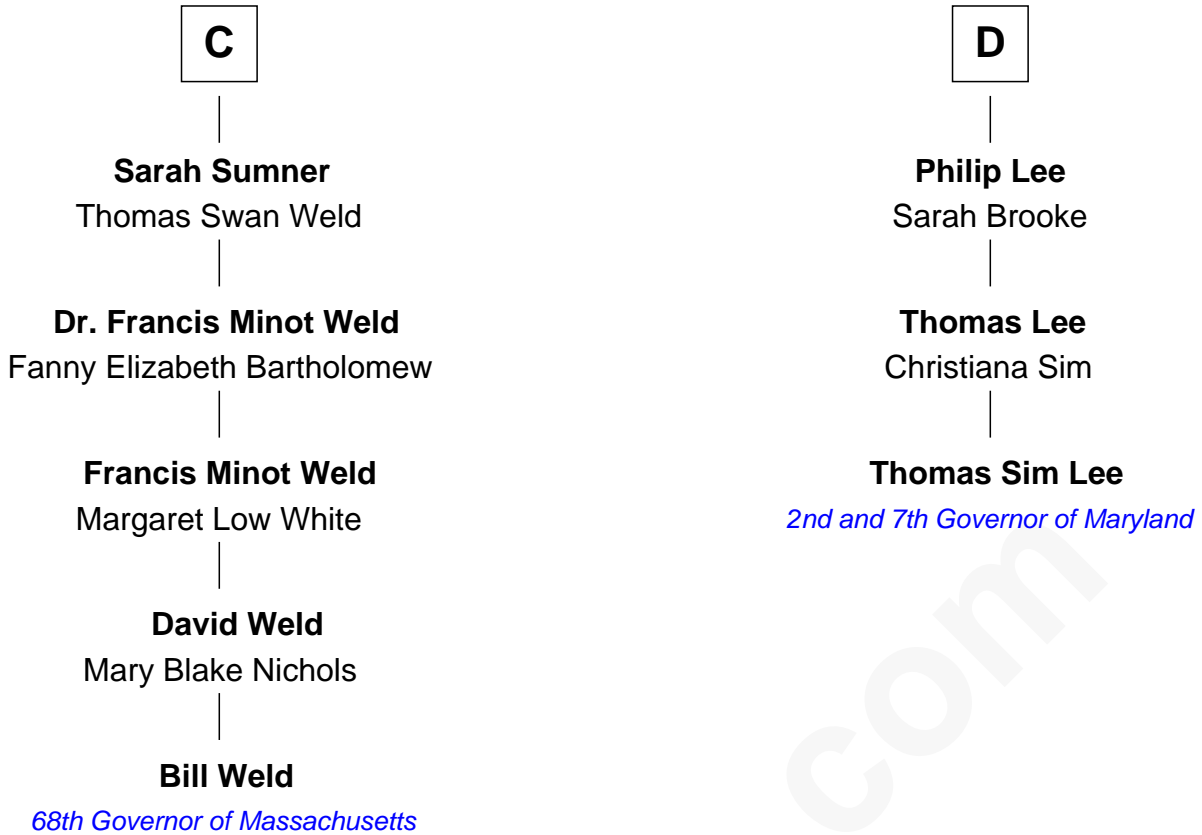 C
Sarah Sumner
Thomas Swan Weld
Dr. Francis Minot Weld
Fanny Elizabeth Bartholomew
Francis Minot Weld
Margaret Low White
David Weld
Mary Blake Nichols
Bill Weld
68th Governor of Massachusetts
D
Philip Lee
Sarah Brooke
Thomas Lee
Christiana Sim
Thomas Sim Lee
2nd and 7th Governor of Maryland
com